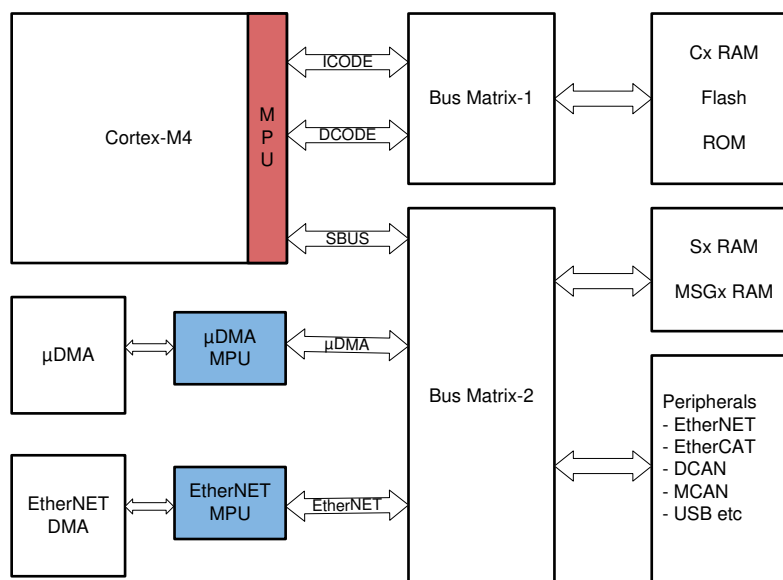 Cortex-M4
M
P
U
ICODE
DCODE
SBUS
Bus Matrix-1
Cx RAM
Flash
ROM
Sx RAM
MSGx RAM
µDMA
µDMA
MPU
µDMA
Bus Matrix-2
EtherNET
DMA
EtherNET
MPU
EtherNET
Peripherals
- EtherNET
- EtherCAT
- DCAN
- MCAN
- USB etc